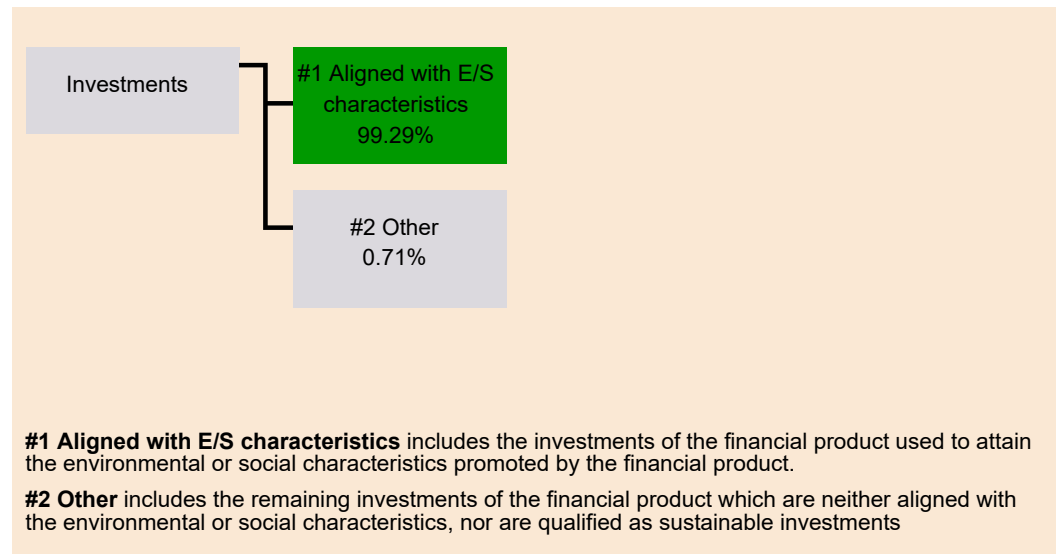 Investments
#1 Aligned with E/S
characteristics
99.29%
#2 Other
0.71%
#1 Aligned with E/S characteristics includes the investments of the financial product used to attain
the environmental or social characteristics promoted by the financial product.
#2 Other includes the remaining investments of the financial product which are neither aligned with
the environmental or social characteristics, nor are qualified as sustainable investments